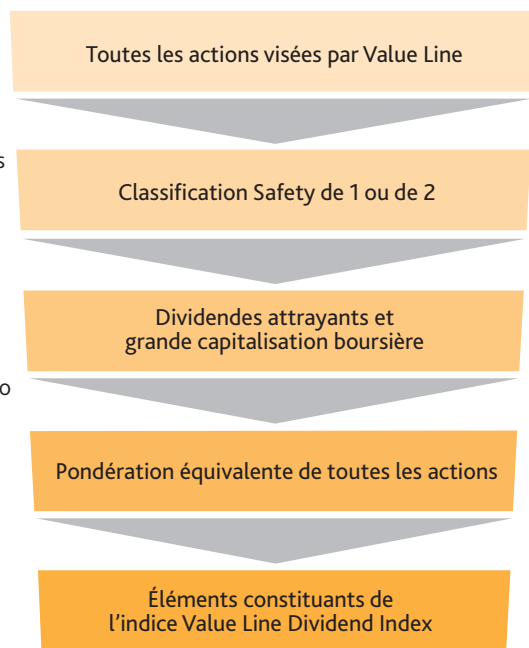 Toutes les actions visées par Value Line
s
Classification Safety de 1 ou de 2
Dividendes attrayants et
grande capitalisation boursière
o
Pondération équivalente de toutes les actions
Éléments constituants de
l'indice Value Line Dividend Index